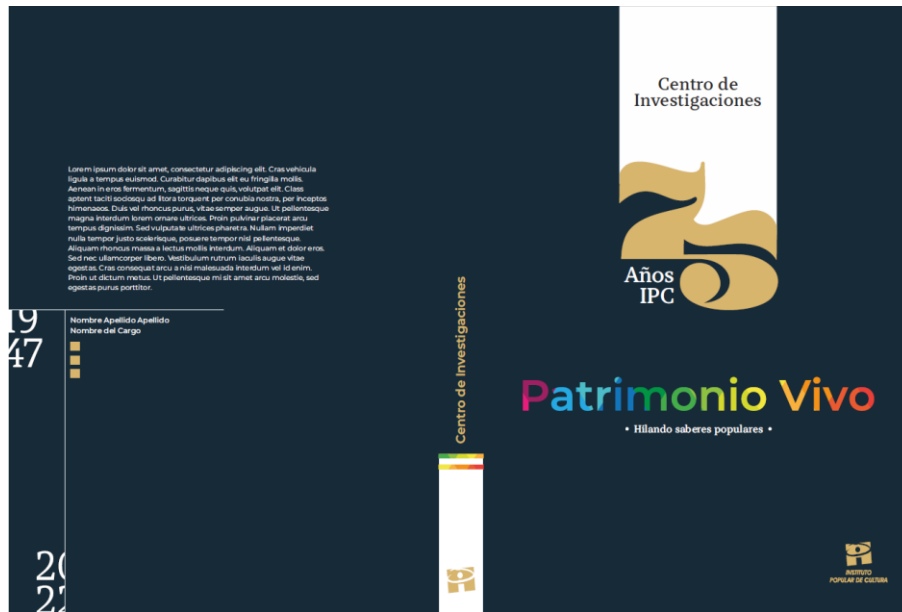 Lorem ipsum dolor sit amet, consectetur adipiscing elit. Cras vehicula
ligula a tempus euismod. Curabitur dapibus elit eu fringilla mollis.
Aenean in eros fermentum, sagittis neque quis, volutpat elit. Class
aptent taciti sociosqu ad litora torquent per conubia nostra, per inceptos
himenaeos. Duis vel rhoncus purus, vitae semper augue. Ut pellentesque
magna interdum lorem ornare ultrices. Proin pulvinar placerat arcu
tempus dignissim. Sed vulputate ultrices pharetra. Nullam imperdiet
nulla tempor justo scelerisque, posuere tempor nisl pellentesque.
Aliquam rhoncus massa a lectus mollis interdum. Aliquam et dolor eros.
Sed nec ullamcorper libero. Vestibulum rutrum iaculis augue vitae
egestas. Cras consequat arcu a nisi malesuada interdum vel id enim.
Proin ut dictum metus. Ut pellentesque mi sit amet arcu molestie, sed
egestas purus porttitor.
19
47
Nombre Apellido Apellido
Nombre del Cargo
20
22
Centro de Investigaciones
Centro de
Investigaciones
75
Años
IPC
Patrimonio Vivo
• Hilando saberes populares •
INSTITUTO
POPULAR DE CULTURA